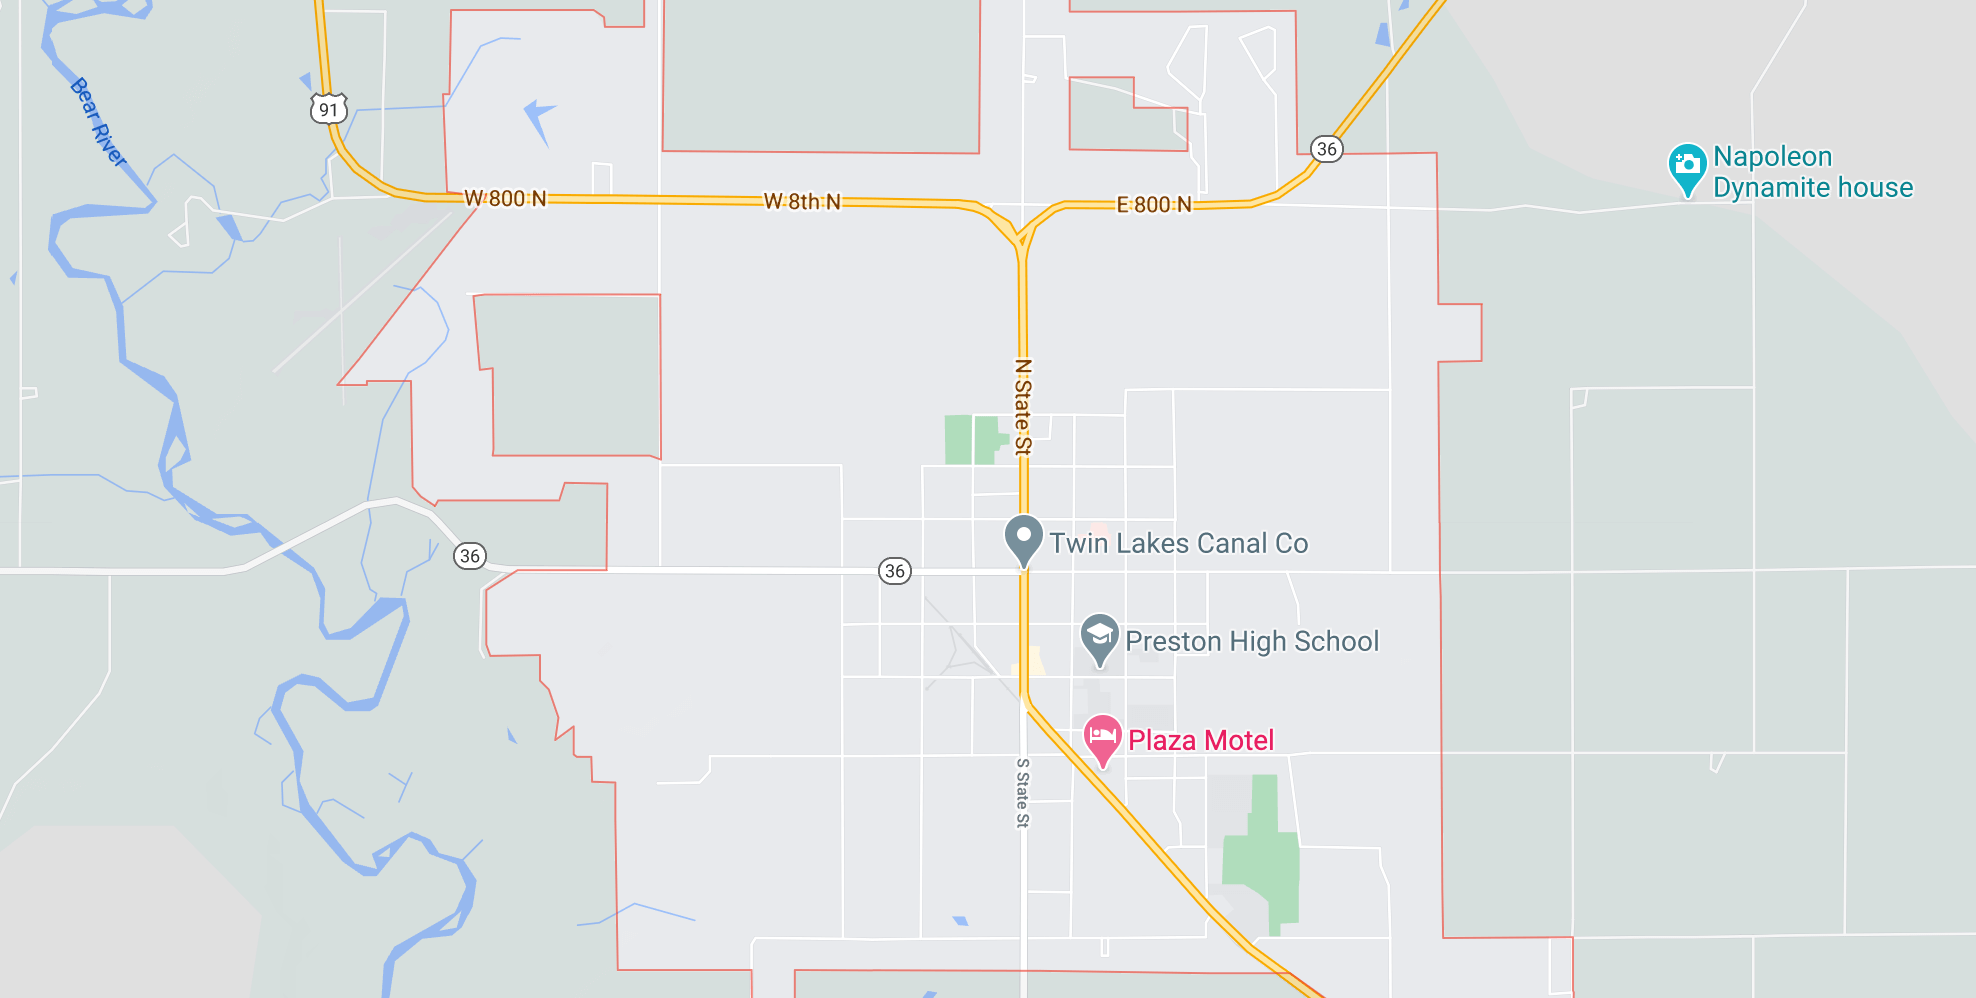 91
Bear River
36
Napoleon
Dynamite house
W 800 N
W 8th N
E 800 N
N State St
Twin Lakes Canal Co
36
36
Preston High School
Plaza Motel
S State St